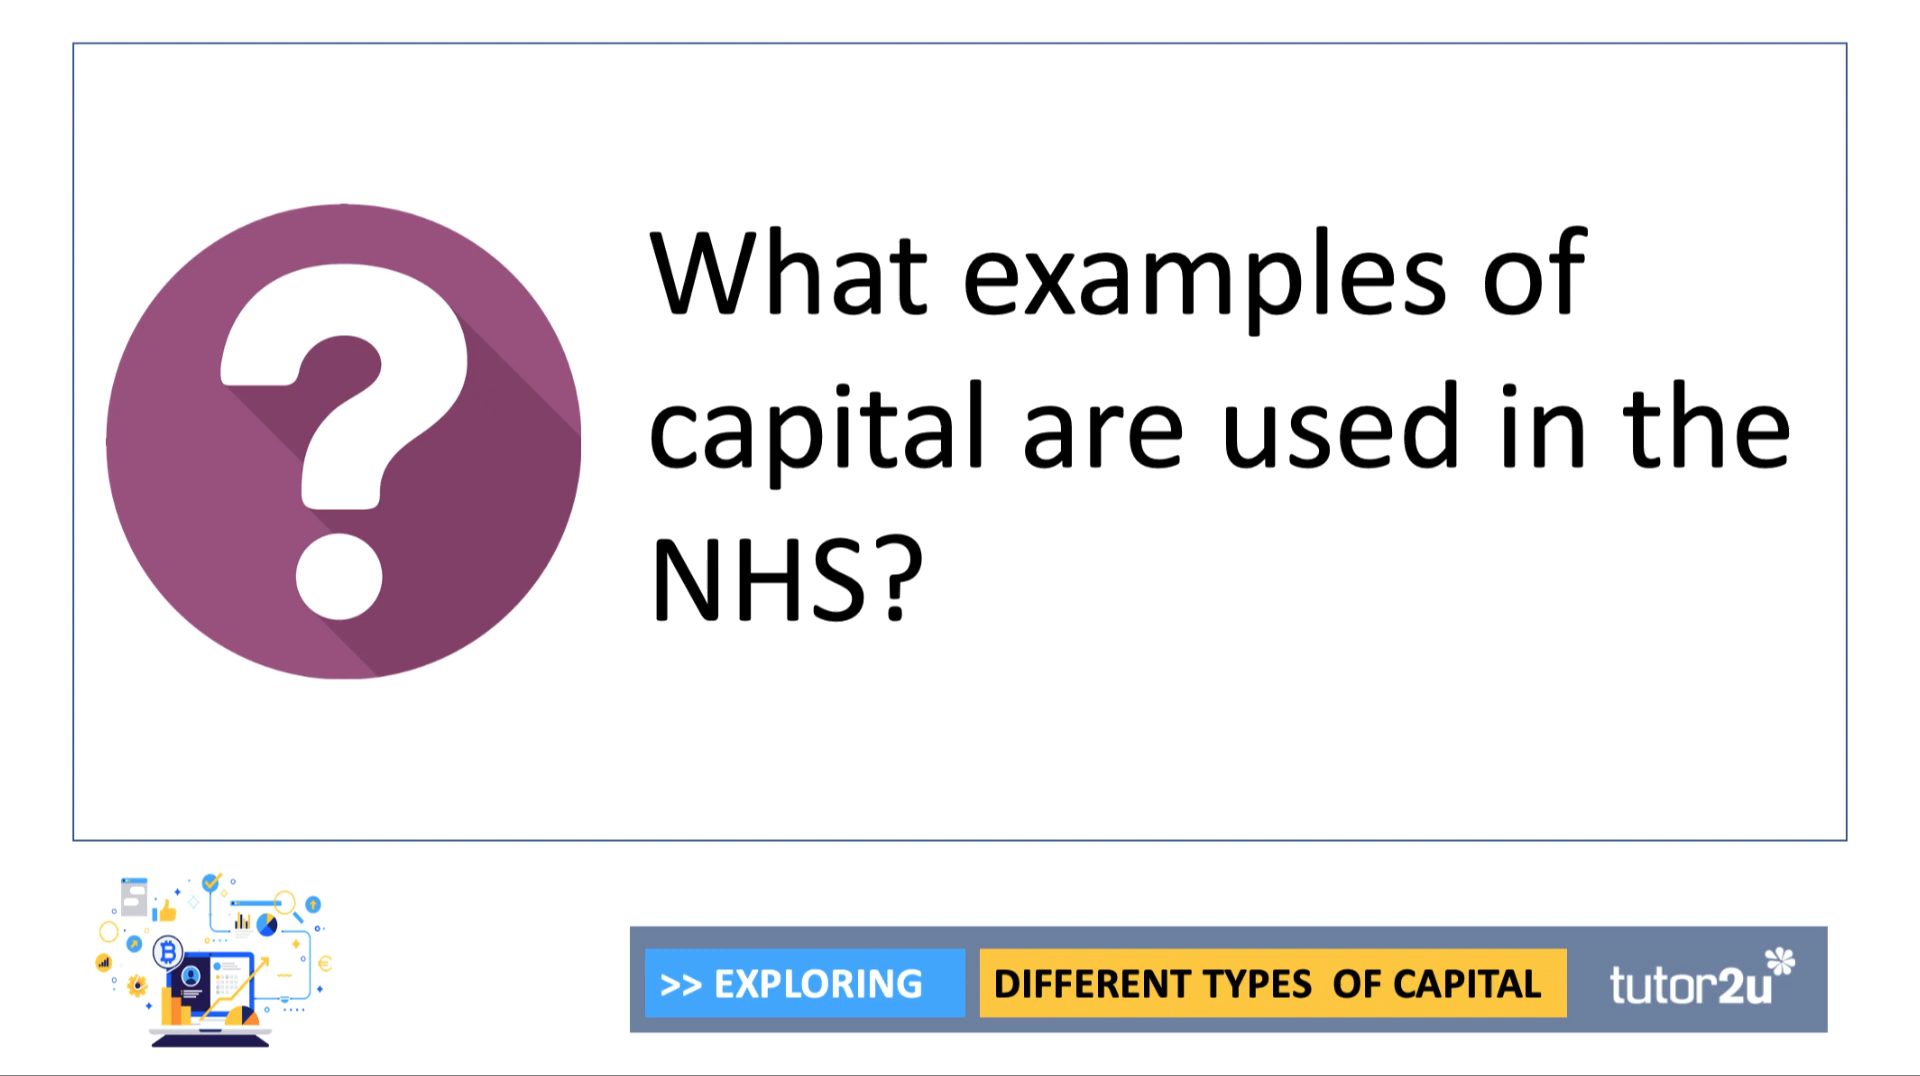 What examples of
capital are used in the
NHS?
>> EXPLORING
DIFFERENT TYPES OF CAPITAL
tutor2u